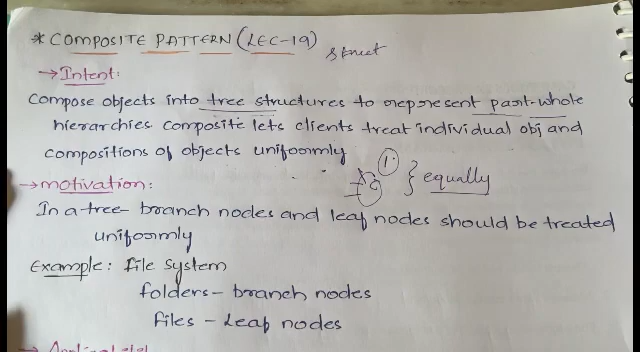 * COMPOSITE PATTERN (LEC-19)
struct
→ Intent:
Compose objects into tree structures to represent part-whole
hierarchies. composite lets clients treat individual obj and
compositions of objects uniformly
1.
} equally
→ motivation:
In a tree- branch nodes and leaf nodes should be treated
uniformly
Example: file system
folders - branch nodes
files - Leaf nodes